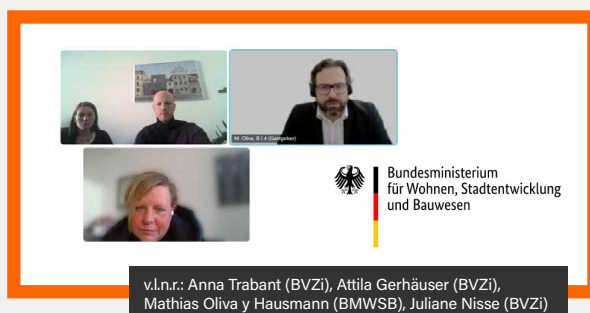 M. Oliva, B I 4 (Gastgeber)
Bundesministerium
für Wohnen, Stadtentwicklung
und Bauwesen
v.l.n.r.: Anna Trabant (BVZi), Attila Gerhäuser (BVZi),
Mathias Oliva y Hausmann (BMWSB), Juliane Nisse (BVZi)